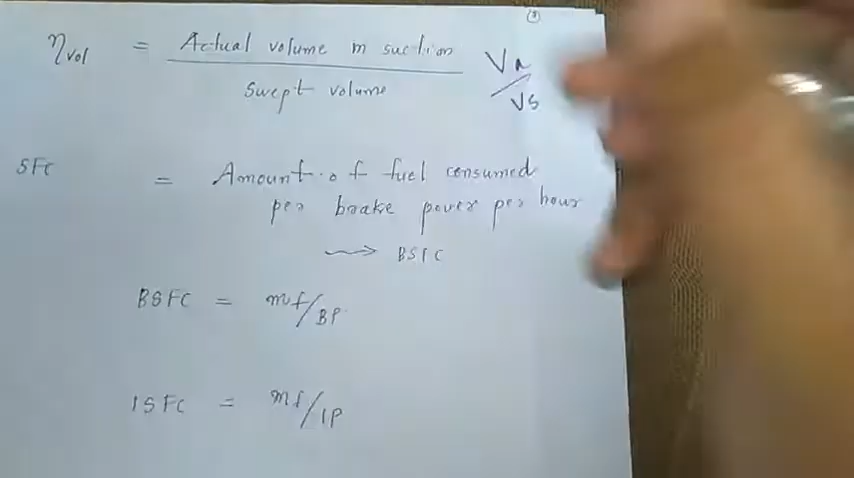 (3)
ηvol = Actual volume in suction / swept volume Va/Vs
SFC = Amount of fuel consumed
per brake power per hour
→ BSFC
BSFC = mf/BP
ISFC = mf/IP